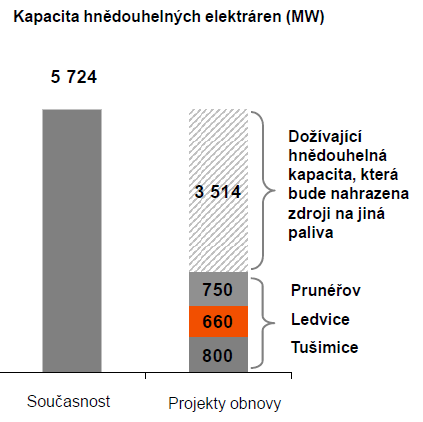 Kapacita hnědouhelných elektráren (MW)
5 724
3 514
Dožívající
hnědouhelná
kapacita, která
bude nahrazena
zdroji na jiná
paliva
750
Prunéřov
660
Ledvice
800
Tušimice
Současnost
Projekty obnovy